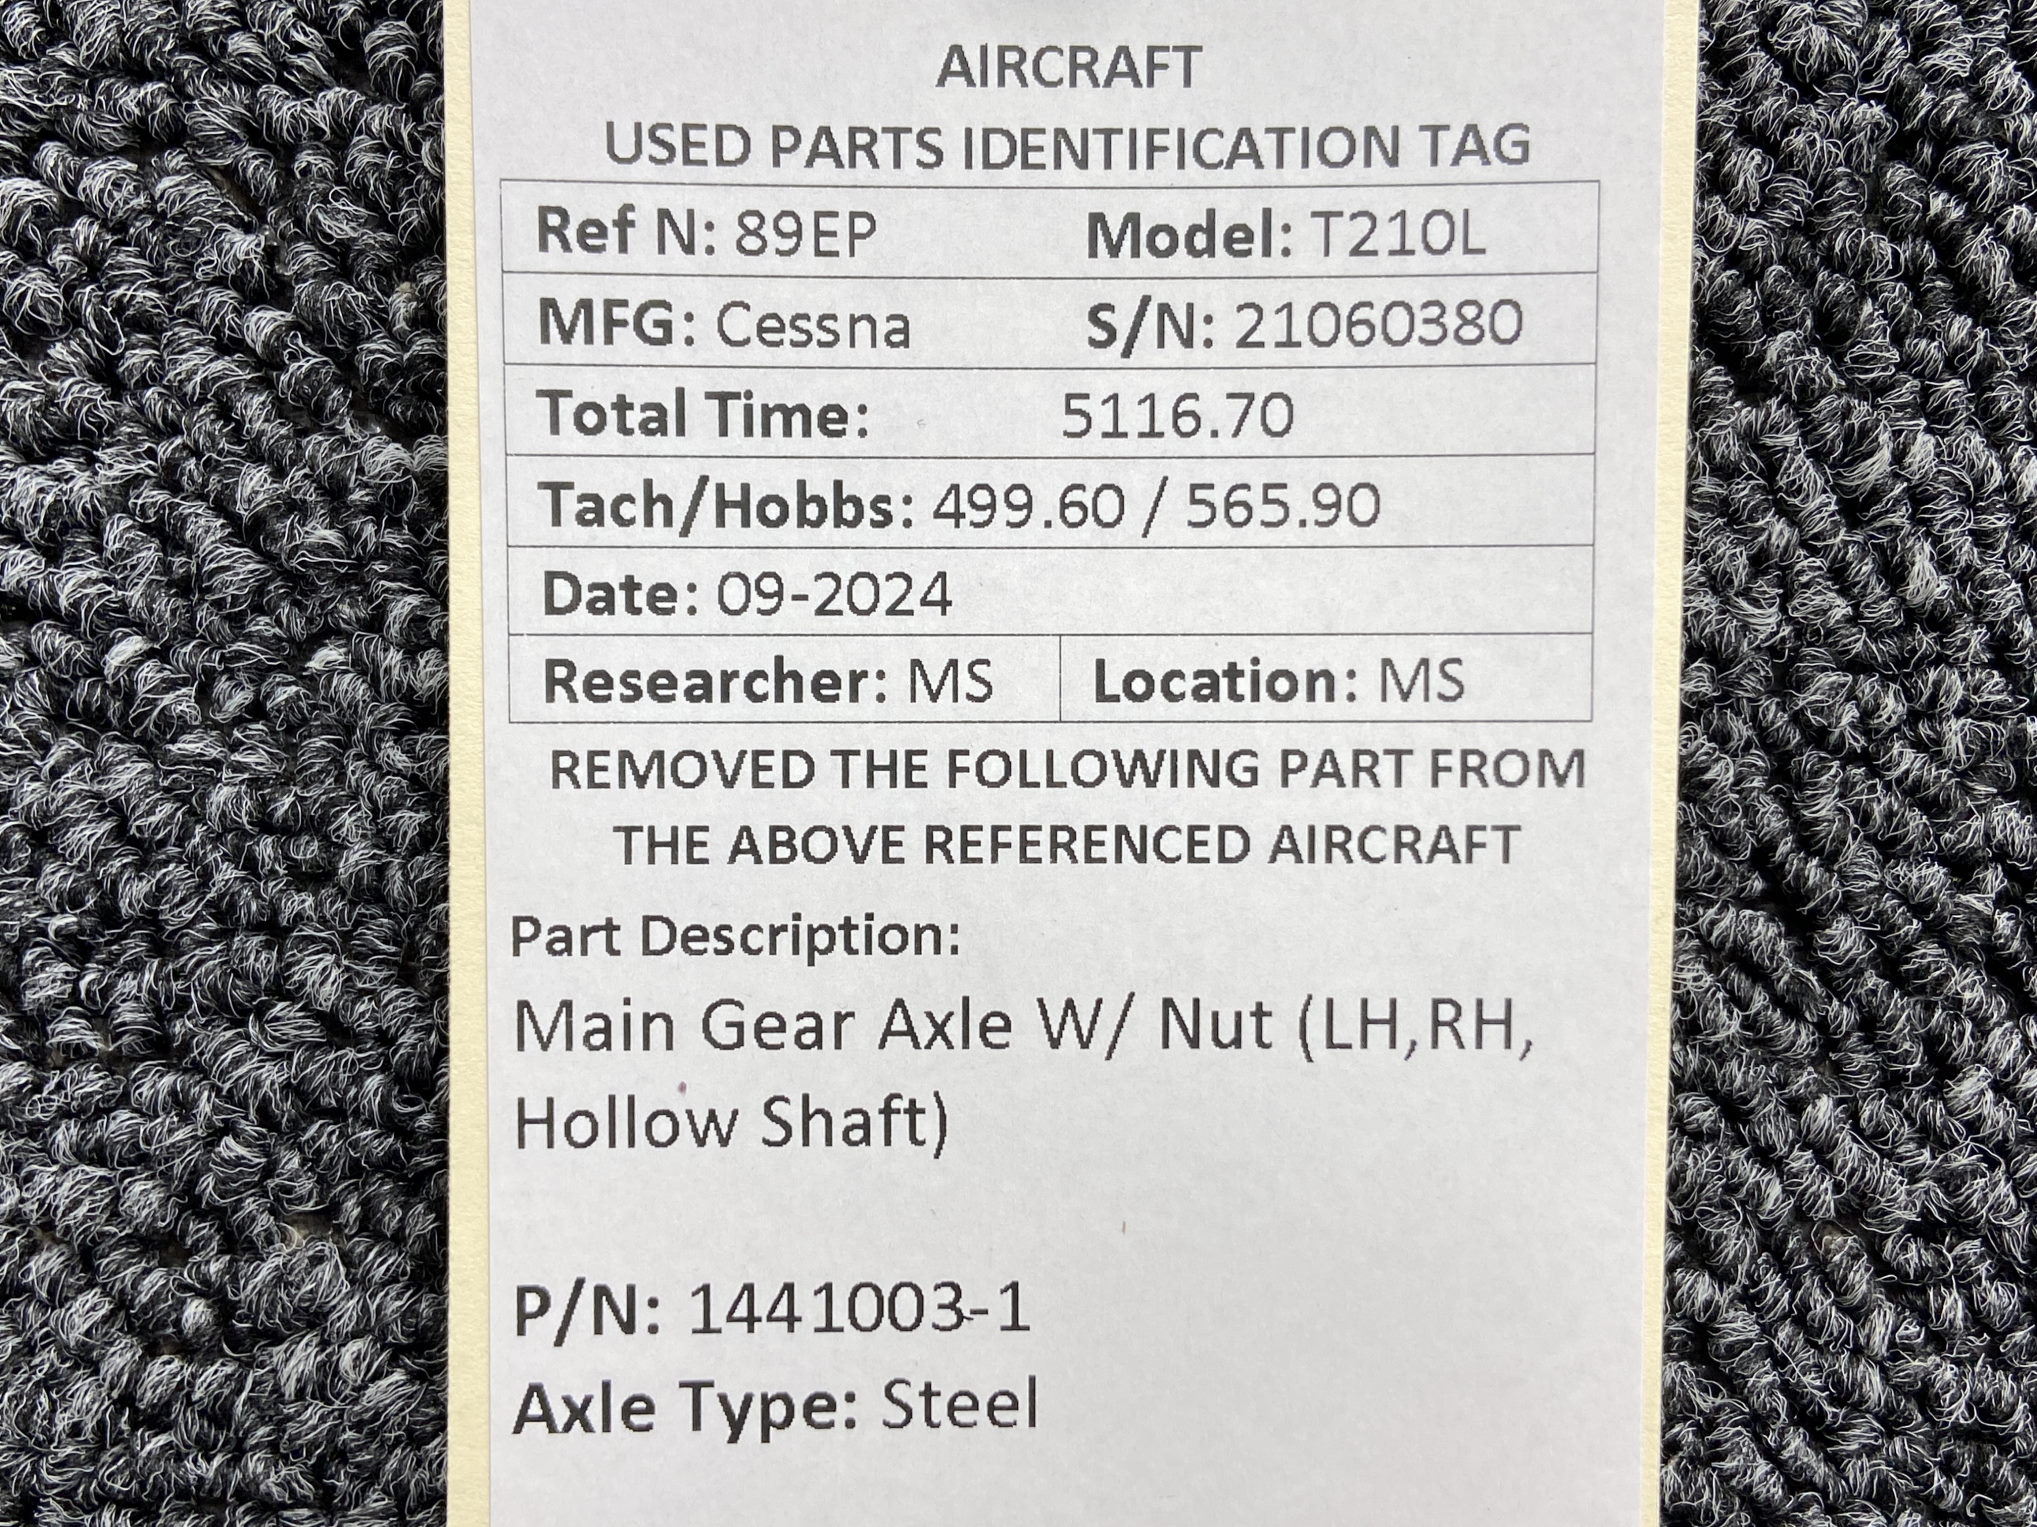 AIRCRAFT
USED PARTS IDENTIFICATION TAG
Ref N: 89EP Model: T210L
MFG: Cessna S/N: 21060380
Total Time: 5116.70
Tach/Hobbs: 499.60 / 565.90
Date: 09-2024
Researcher: MS Location: MS
REMOVED THE FOLLOWING PART FROM
THE ABOVE REFERENCED AIRCRAFT
Part Description:
Main Gear Axle W/ Nut (LH,RH,
Hollow Shaft)
P/N: 1441003-1
Axle Type: Steel